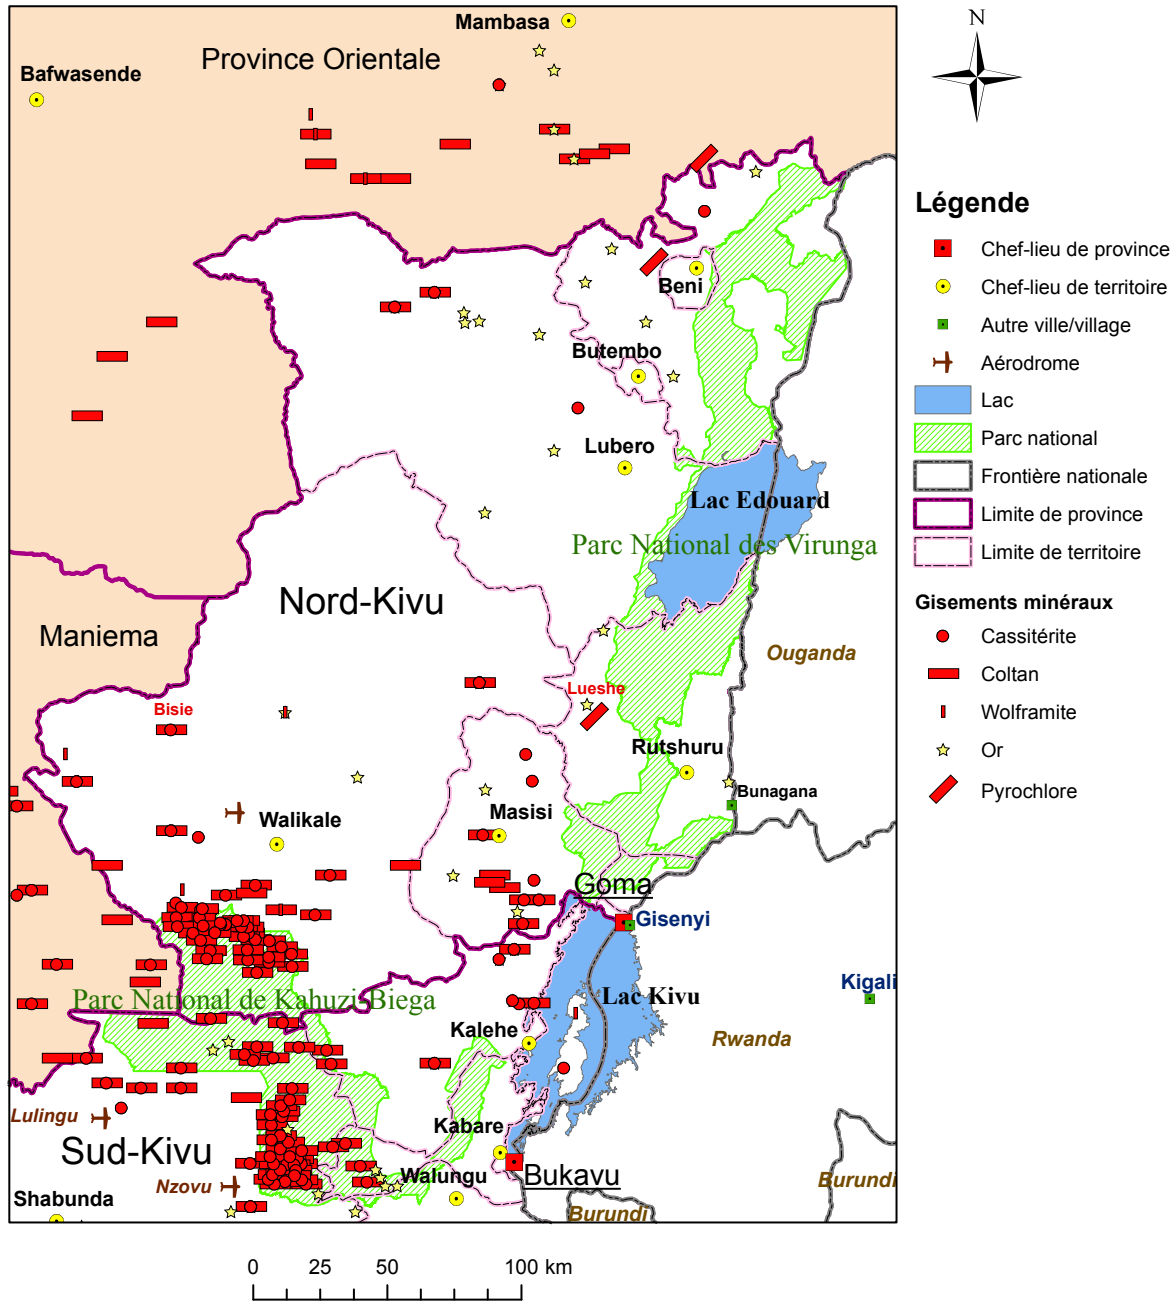 Mambasa
Province Orientale
Bafwasende
N
Légende
Chef-lieu de province
Chef-lieu de territoire
Autre ville/village
Aérodrome
Lac
Parc national
Frontière nationale
Limite de province
Limite de territoire
Gisements minéraux
Cassitérite
Coltan
Wolframite
Or
Pyrochlore
Beni
Butembo
Lubero
Lac Edouard
Parc National des Virunga
Nord-Kivu
Maniema
Ouganda
Lueshe
Bisie
Rutshuru
Bunagana
Masisi
Walikale
Goma
Gisenyi
Kigali
Parc National de Kahuzi-Biega
Lac Kivu
Kalehe
Rwanda
Lulingu
Kabare
Sud-Kivu
Walungu
Bukavu
Nzovu
Burundi
Shabunda
Burundi
0 25 50 100 km